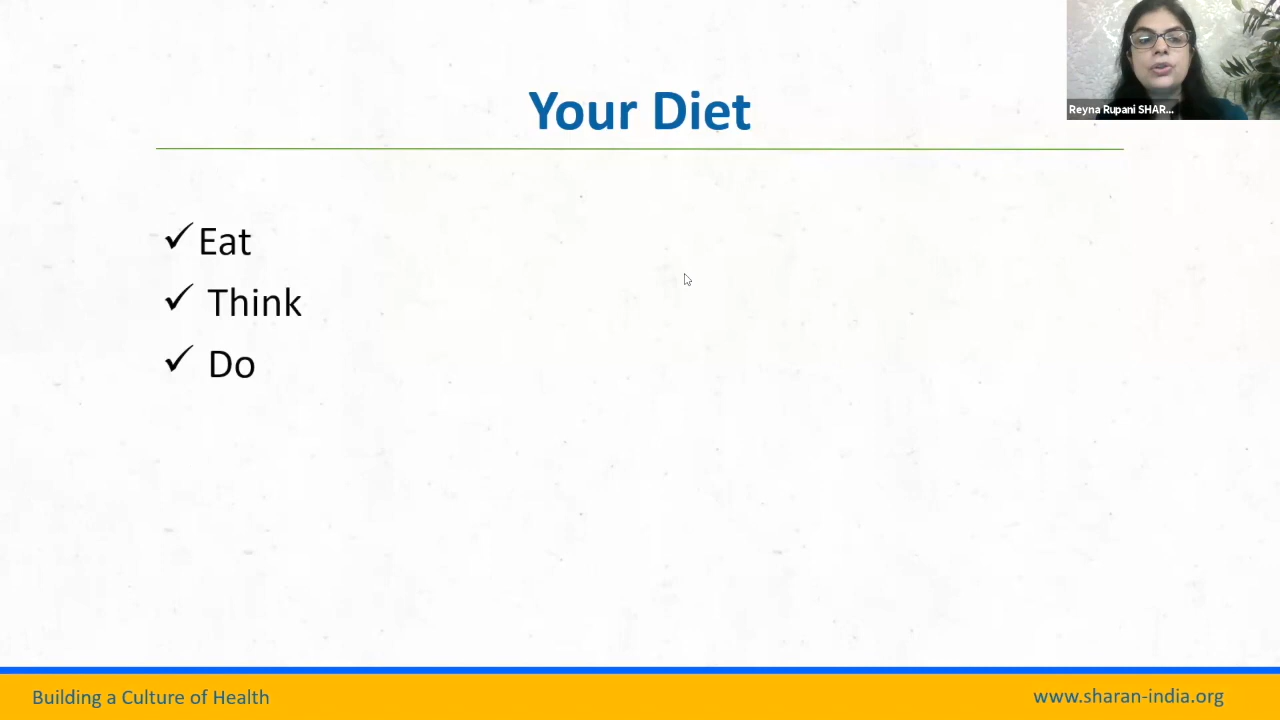 Your Diet
Reyna Rupani SHAR...
✓ Eat
✓ Think
✓ Do
Building a Culture of Health
www.sharan-india.org